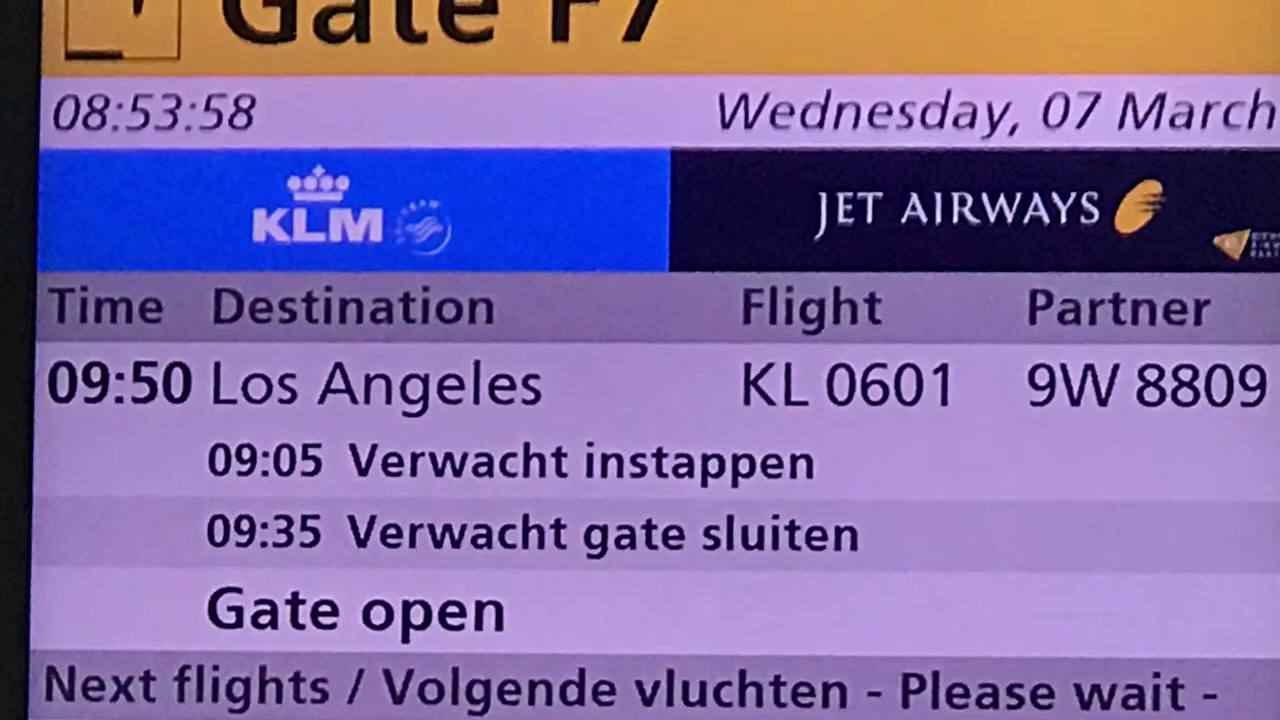 Gate F7
08:53:58 Wednesday, 07 March
KLM JET AIRWAYS
Time Destination Flight Partner
09:50 Los Angeles KL 0601 9W 8809
09:05 Verwacht instappen
09:35 Verwacht gate sluiten
Gate open
Next flights / Volgende vluchten - Please wait -